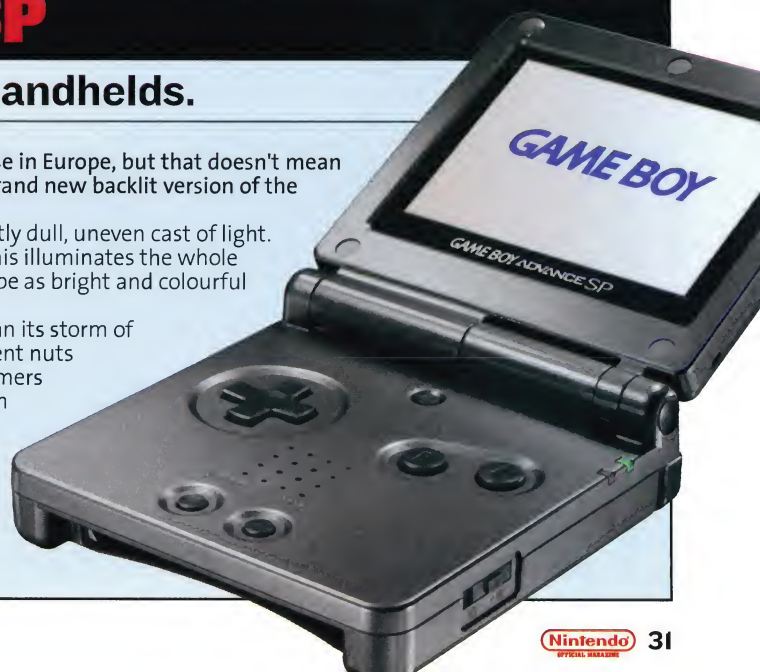 SP
andhelds.
e in Europe, but that doesn't mean
rand new backlit version of the
tly dull, uneven cast of light.
his illuminates the whole
be as bright and colourful
an its storm of
ent nuts
mers
n
GAME BOY
GAME BOY ADVANCE SP
Nintendo
OFFICIAL MAGAZINE
31